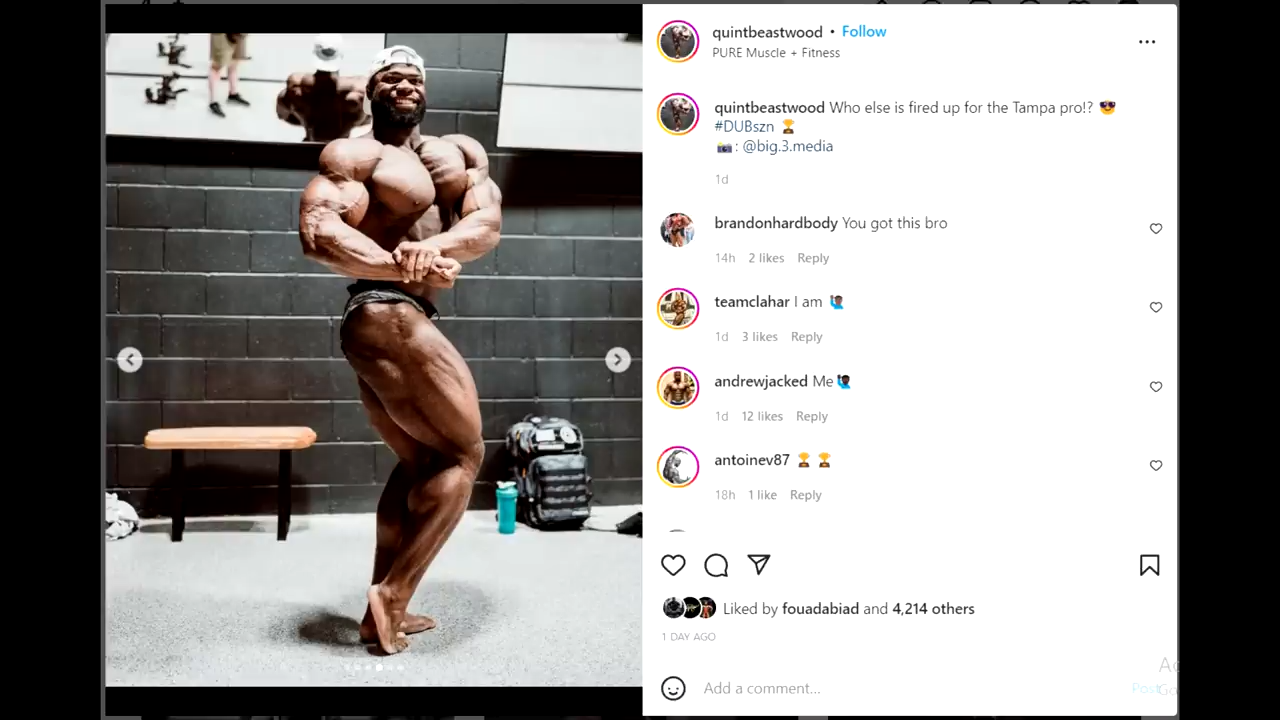 quintbeastwood • Follow
PURE Muscle + Fitness
quintbeastwood Who else is fired up for the Tampa pro!? 😎
#DUBszn 🏆
📸: @big.3.media
1d
brandonhardbody You got this bro
14h 2 likes Reply
teamclahar I am 🙋🏿‍♂️
1d 3 likes Reply
andrewjacked Me🙋🏿‍♂️
1d 12 likes Reply
antoinev87 🏆 🏆
18h 1 like Reply
Liked by fouadabiad and 4,214 others
1 DAY AGO
Add a comment...
Post